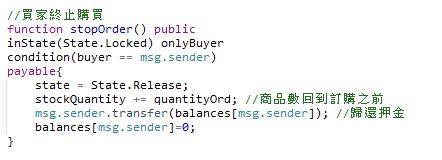 //買家終止購買
function stopOrder() public
inState(State.Locked) onlyBuyer
condition(buyer == msg.sender)
payable{
    state = State.Release;
    stockQuantity += quantityOrd; //商品數回到訂購之前
    msg.sender.transfer(balances[msg.sender]); //歸還押金
    balances[msg.sender]=0;
}